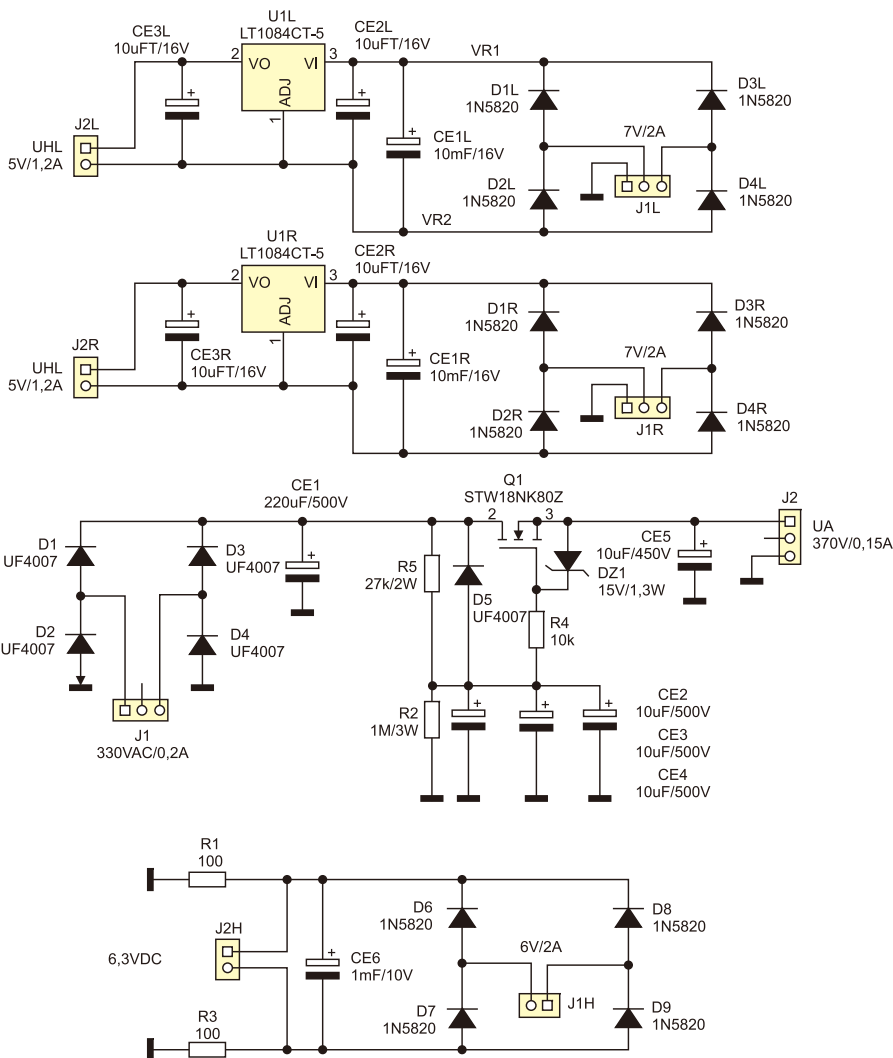 U1L
LT1084CT-5
CE3L
10uFT/16V
2
VO
VI
3
ADJ
1
CE2L
10uFT/16V
VR1
+
+
+
D1L
1N5820
D3L
1N5820
J2L
UHL
5V/1,2A
CE1L
10mF/16V
7V/2A
D2L
1N5820
J1L
D4L
1N5820
VR2
U1R
LT1084CT-5
2
VO
VI
3
ADJ
1
CE2R
10uFT/16V
+
+
+
D1R
1N5820
D3R
1N5820
J2R
UHL
5V/1,2A
CE3R
10uFT/16V
CE1R
10mF/16V
7V/2A
D2R
1N5820
J1R
D4R
1N5820
CE1
220uF/500V
+
Q1
STW18NK80Z
2
3
J2
UA
370V/0,15A
D1
UF4007
D3
UF4007
R5
27k/2W
D5
UF4007
DZ1
15V/1,3W
CE5
10uF/450V
+
D2
UF4007
D4
UF4007
R4
10k
J1
330VAC/0,2A
R2
1M/3W
+
+
+
CE2
10uF/500V
CE3
10uF/500V
CE4
10uF/500V
R1
100
J2H
6,3VDC
+
CE6
1mF/10V
D6
1N5820
D8
1N5820
6V/2A
J1H
D7
1N5820
D9
1N5820
R3
100